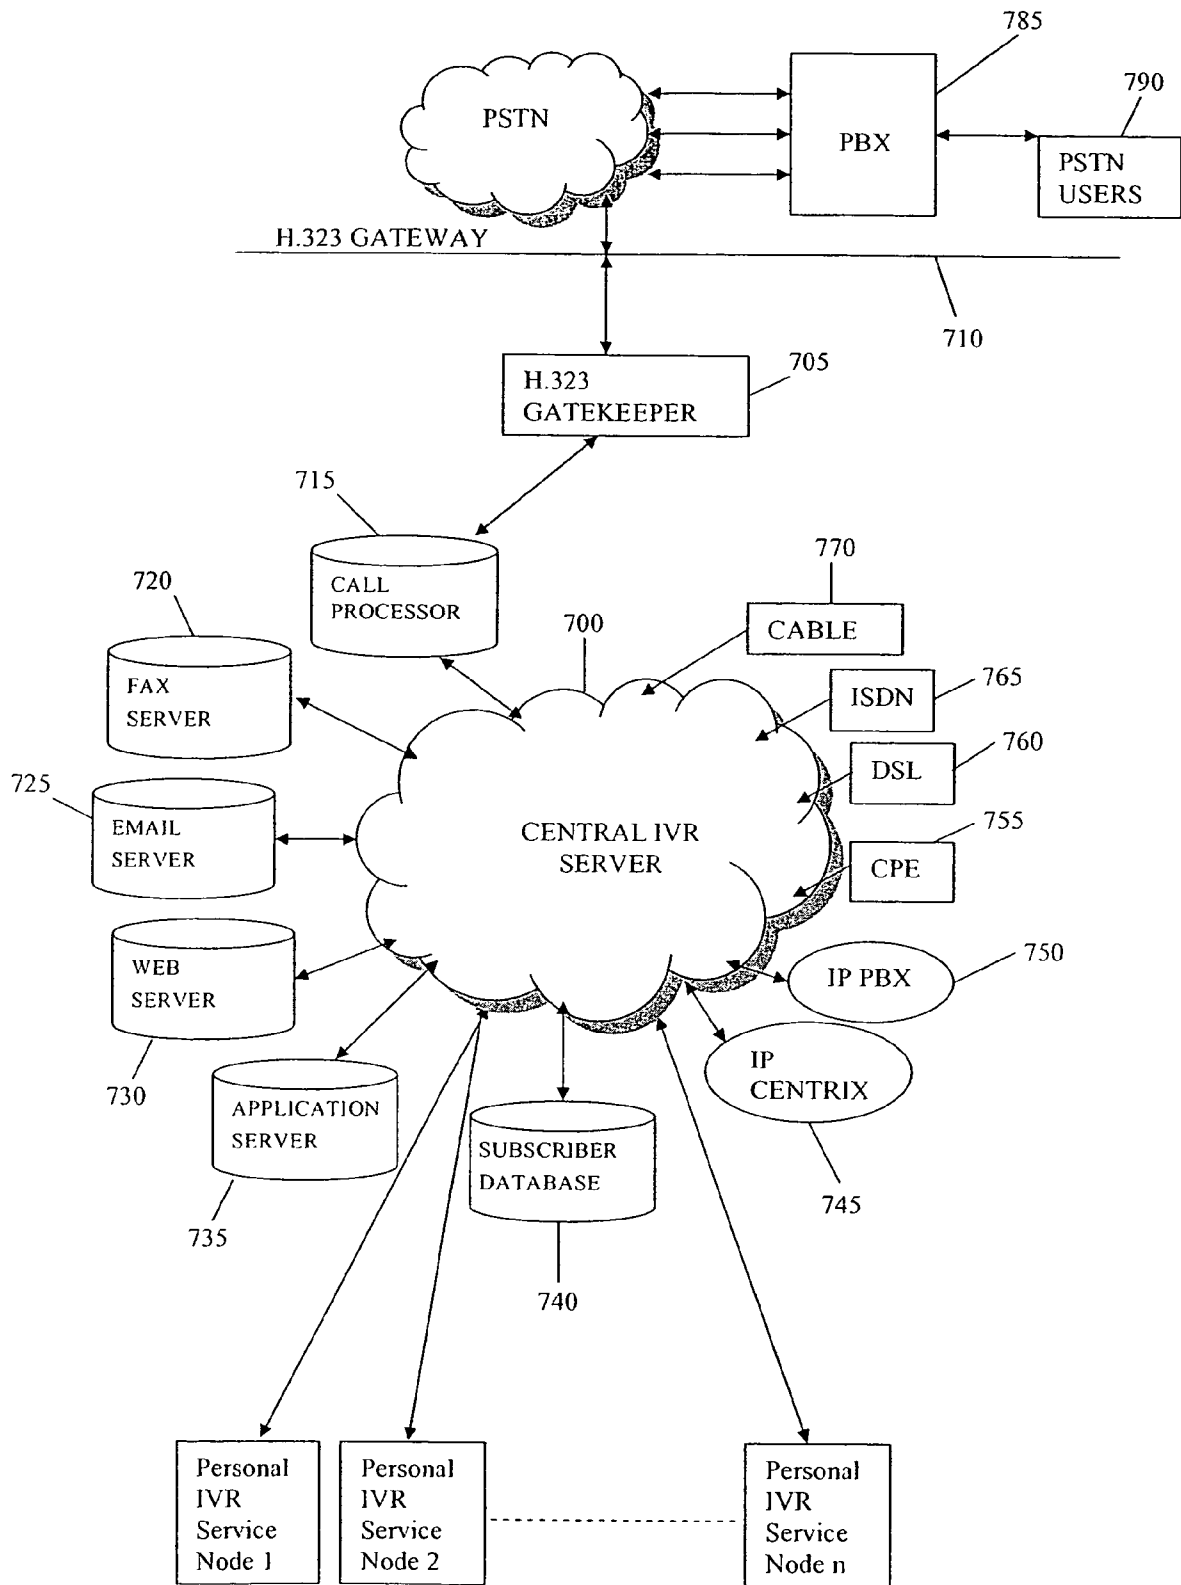 785
790
PSTN
PBX
PSTN
USERS
H.323 GATEWAY
710
705
H.323
GATEKEEPER
715
770
720
CALL
PROCESSOR
700
CABLE
765
ISDN
FAX
SERVER
760
DSL
725
EMAIL
SERVER
CENTRAL IVR
SERVER
755
CPE
WEB
SERVER
750
IP PBX
IP
CENTRIX
730
APPLICATION
SERVER
SUBSCRIBER
DATABASE
745
735
740
Personal
IVR
Service
Node 1
Personal
IVR
Service
Node 2
Personal
IVR
Service
Node n